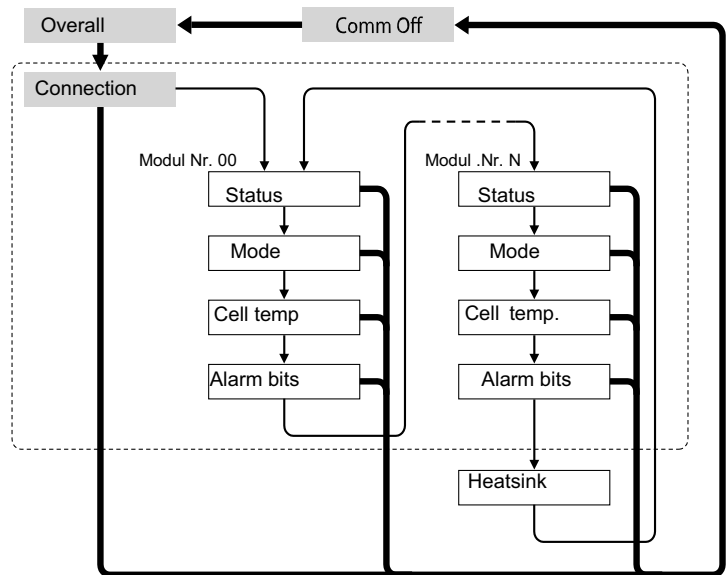 Overall
Comm Off
Connection
Modul Nr. 00
Status
Mode
Cell temp
Alarm bits
Modul .Nr. N
Status
Mode
Cell temp.
Alarm bits
Heatsink